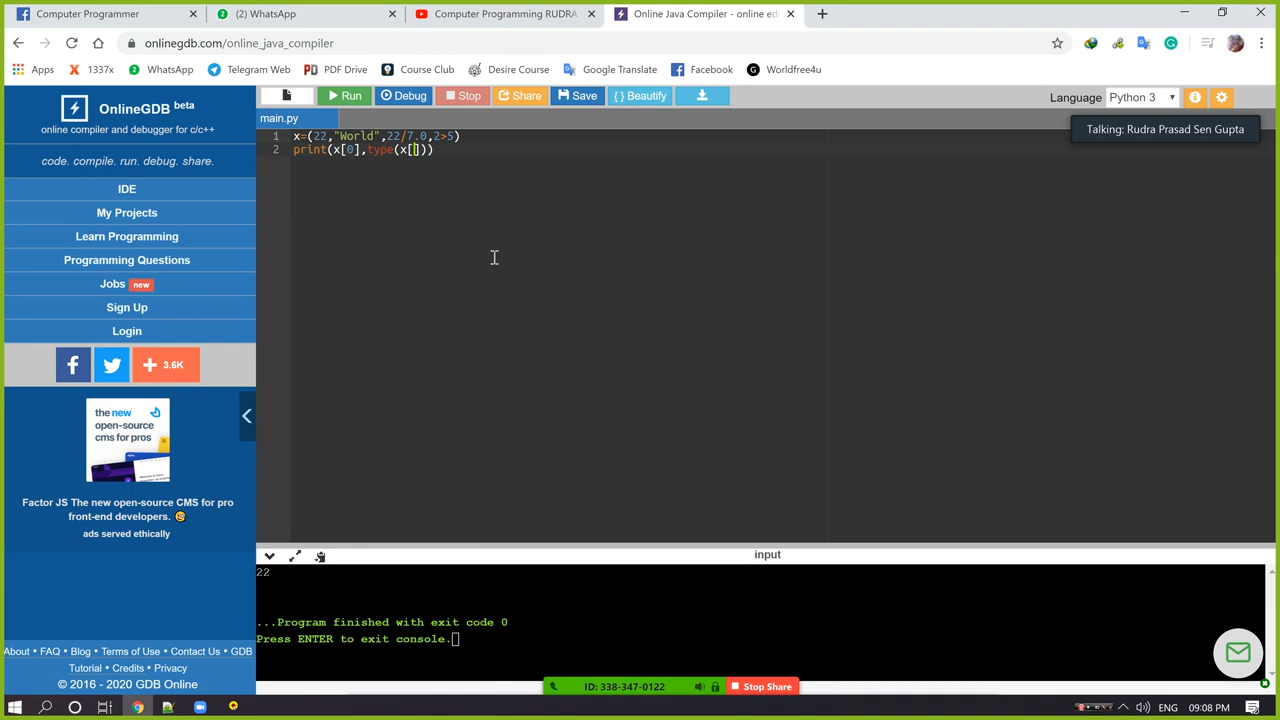 Computer Programmer
(2) WhatsApp
Computer Programming RUDRA
Online Java Compiler - online ed
onlinegdb.com/online_java_compiler
Apps
1337x
WhatsApp
Telegram Web
PDF Drive
Course Club
Desire Course
Google Translate
Facebook
Worldfree4u
OnlineGDB beta
online compiler and debugger for c/c++
code. compile. run. debug. share.
IDE
My Projects
Learn Programming
Programming Questions
Jobs new
Sign Up
Login
3.6K
the new
open-source
cms for pros
Factor JS The new open-source CMS for pro
front-end developers.
ads served ethically
About • FAQ • Blog • Terms of Use • Contact Us • GDB
Tutorial • Credits • Privacy
© 2016 - 2020 GDB Online
Run
Debug
Stop
Share
Save
{ } Beautify
Language Python 3
Talking: Rudra Prasad Sen Gupta
main.py
1 x=(22,"World",22/7.0,2>5)
2 print(x[0],type(x[]))
input
22
...Program finished with exit code 0
Press ENTER to exit console.
ID: 338-347-0122
Stop Share
ENG
09:08 PM